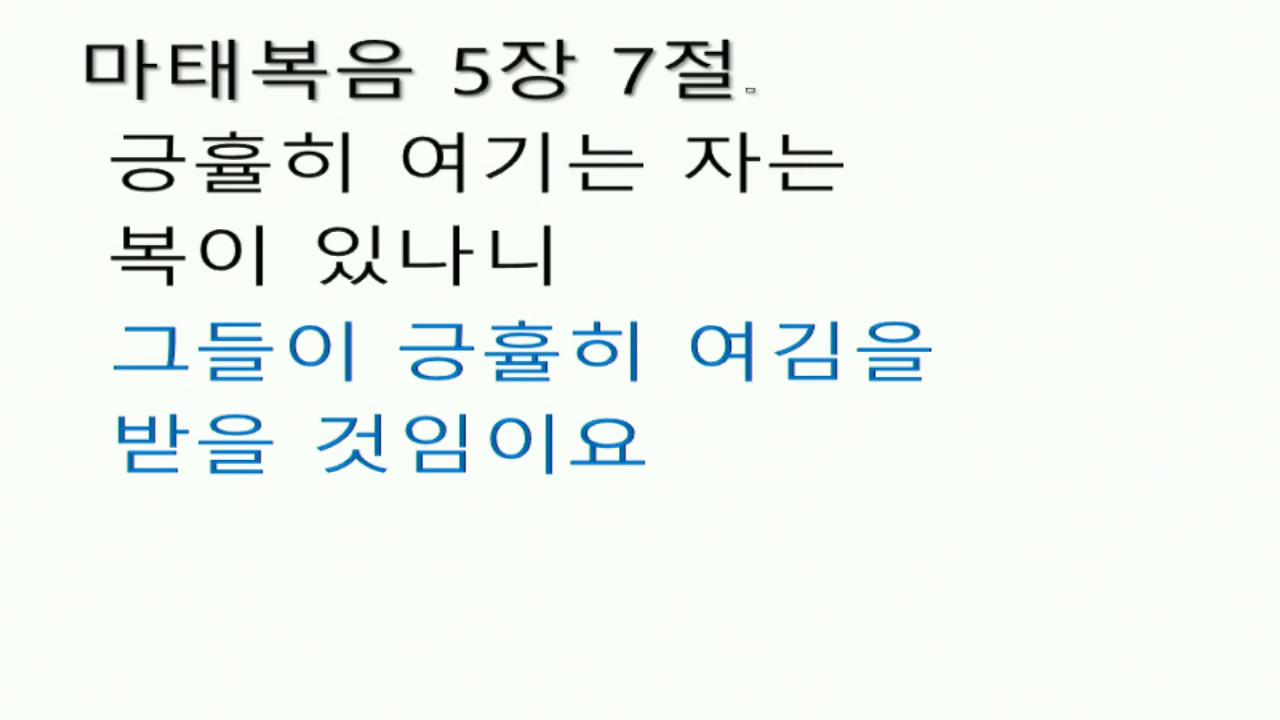 마태복음 5장 7절.
긍휼히 여기는 자는
복이 있나니
그들이 긍휼히 여김을
받을 것임이요